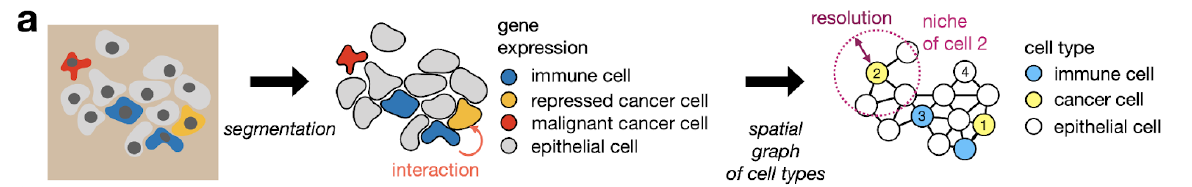 a
segmentation
interaction
gene
expression
immune cell
repressed cancer cell
malignant cancer cell
epithelial cell
spatial
graph
of cell types
resolution
niche
of cell 2
2
4
3
1
cell type
immune cell
cancer cell
epithelial cell